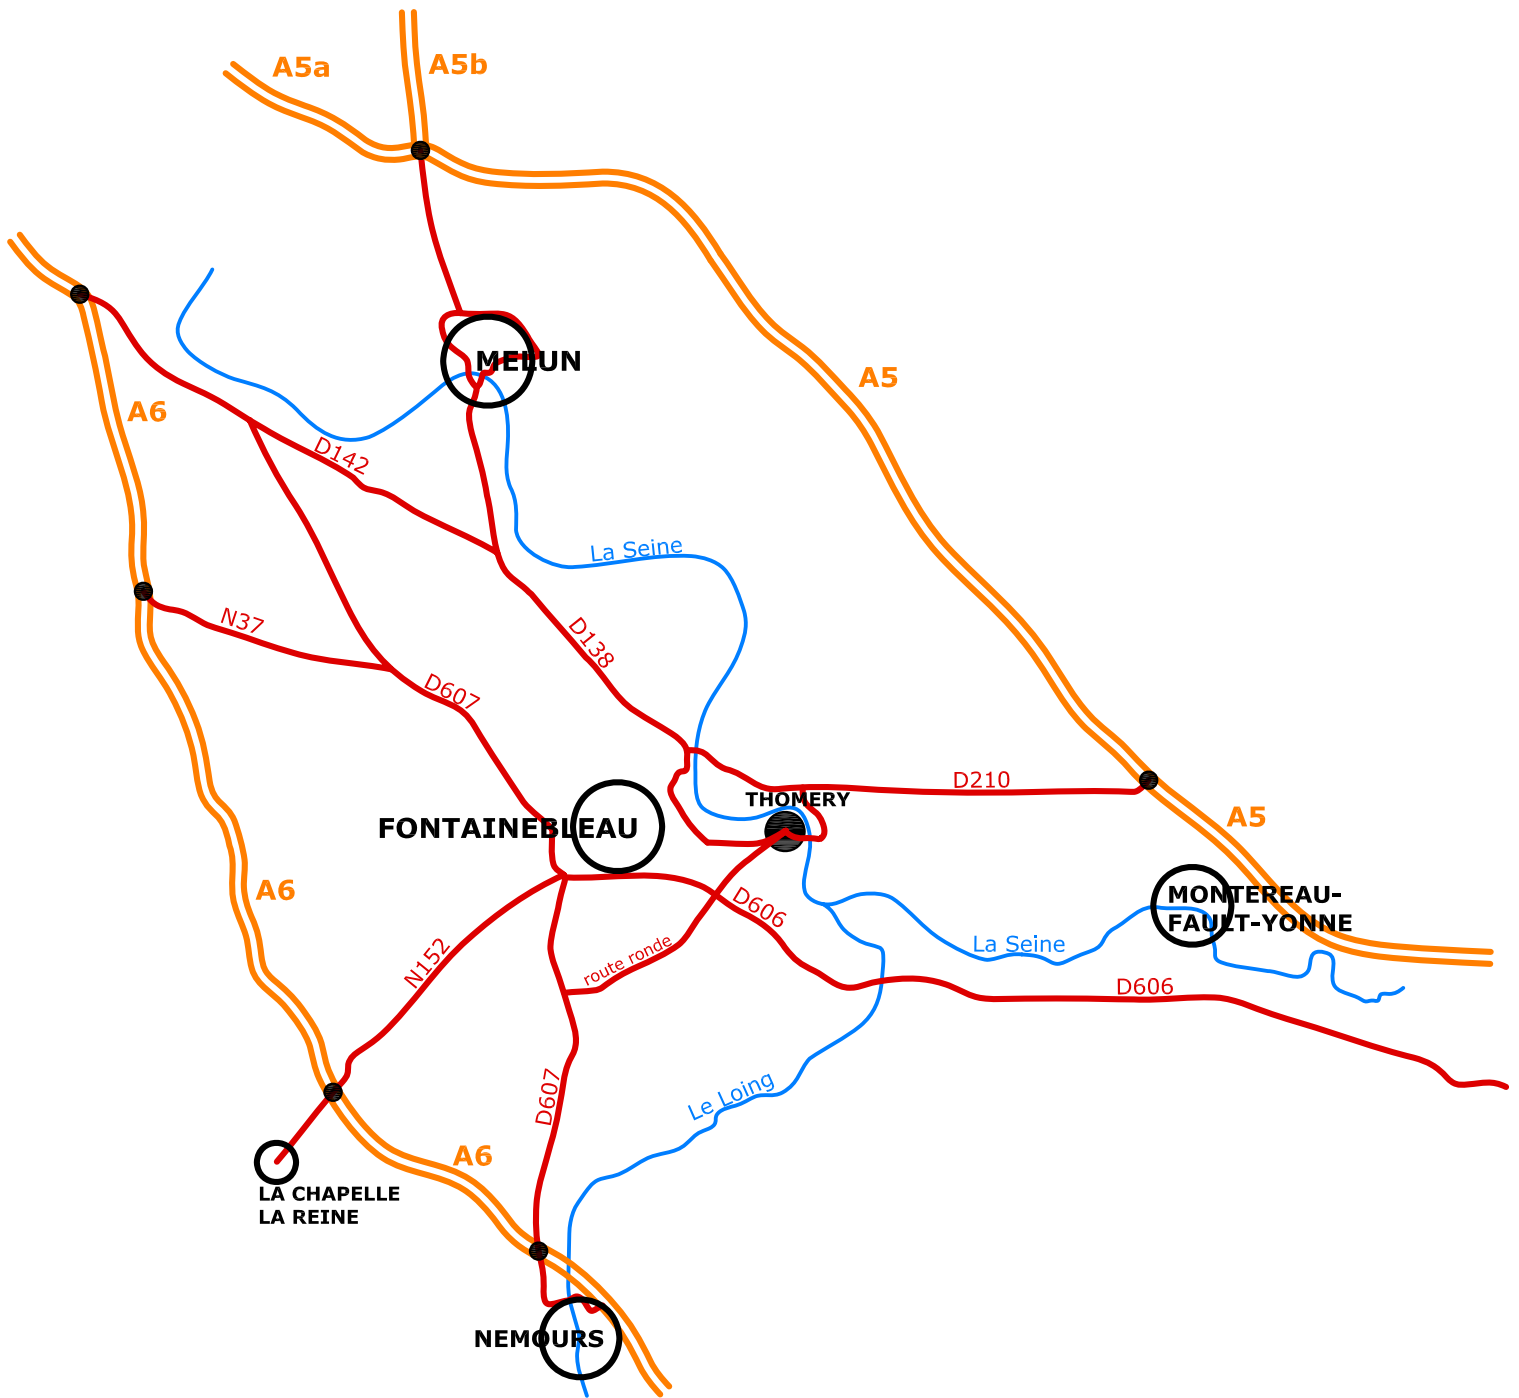 A5a
A5b
A5
MELUN
A6
D142
La Seine
N37
D138
D607
D210
THOMERY
A5
FONTAINEBLEAU
A6
D606
MONTEREAU-
FAULT-YONNE
N152
route ronde
La Seine
D606
D607
Le Loing
A6
LA CHAPELLE
LA REINE
NEMOURS